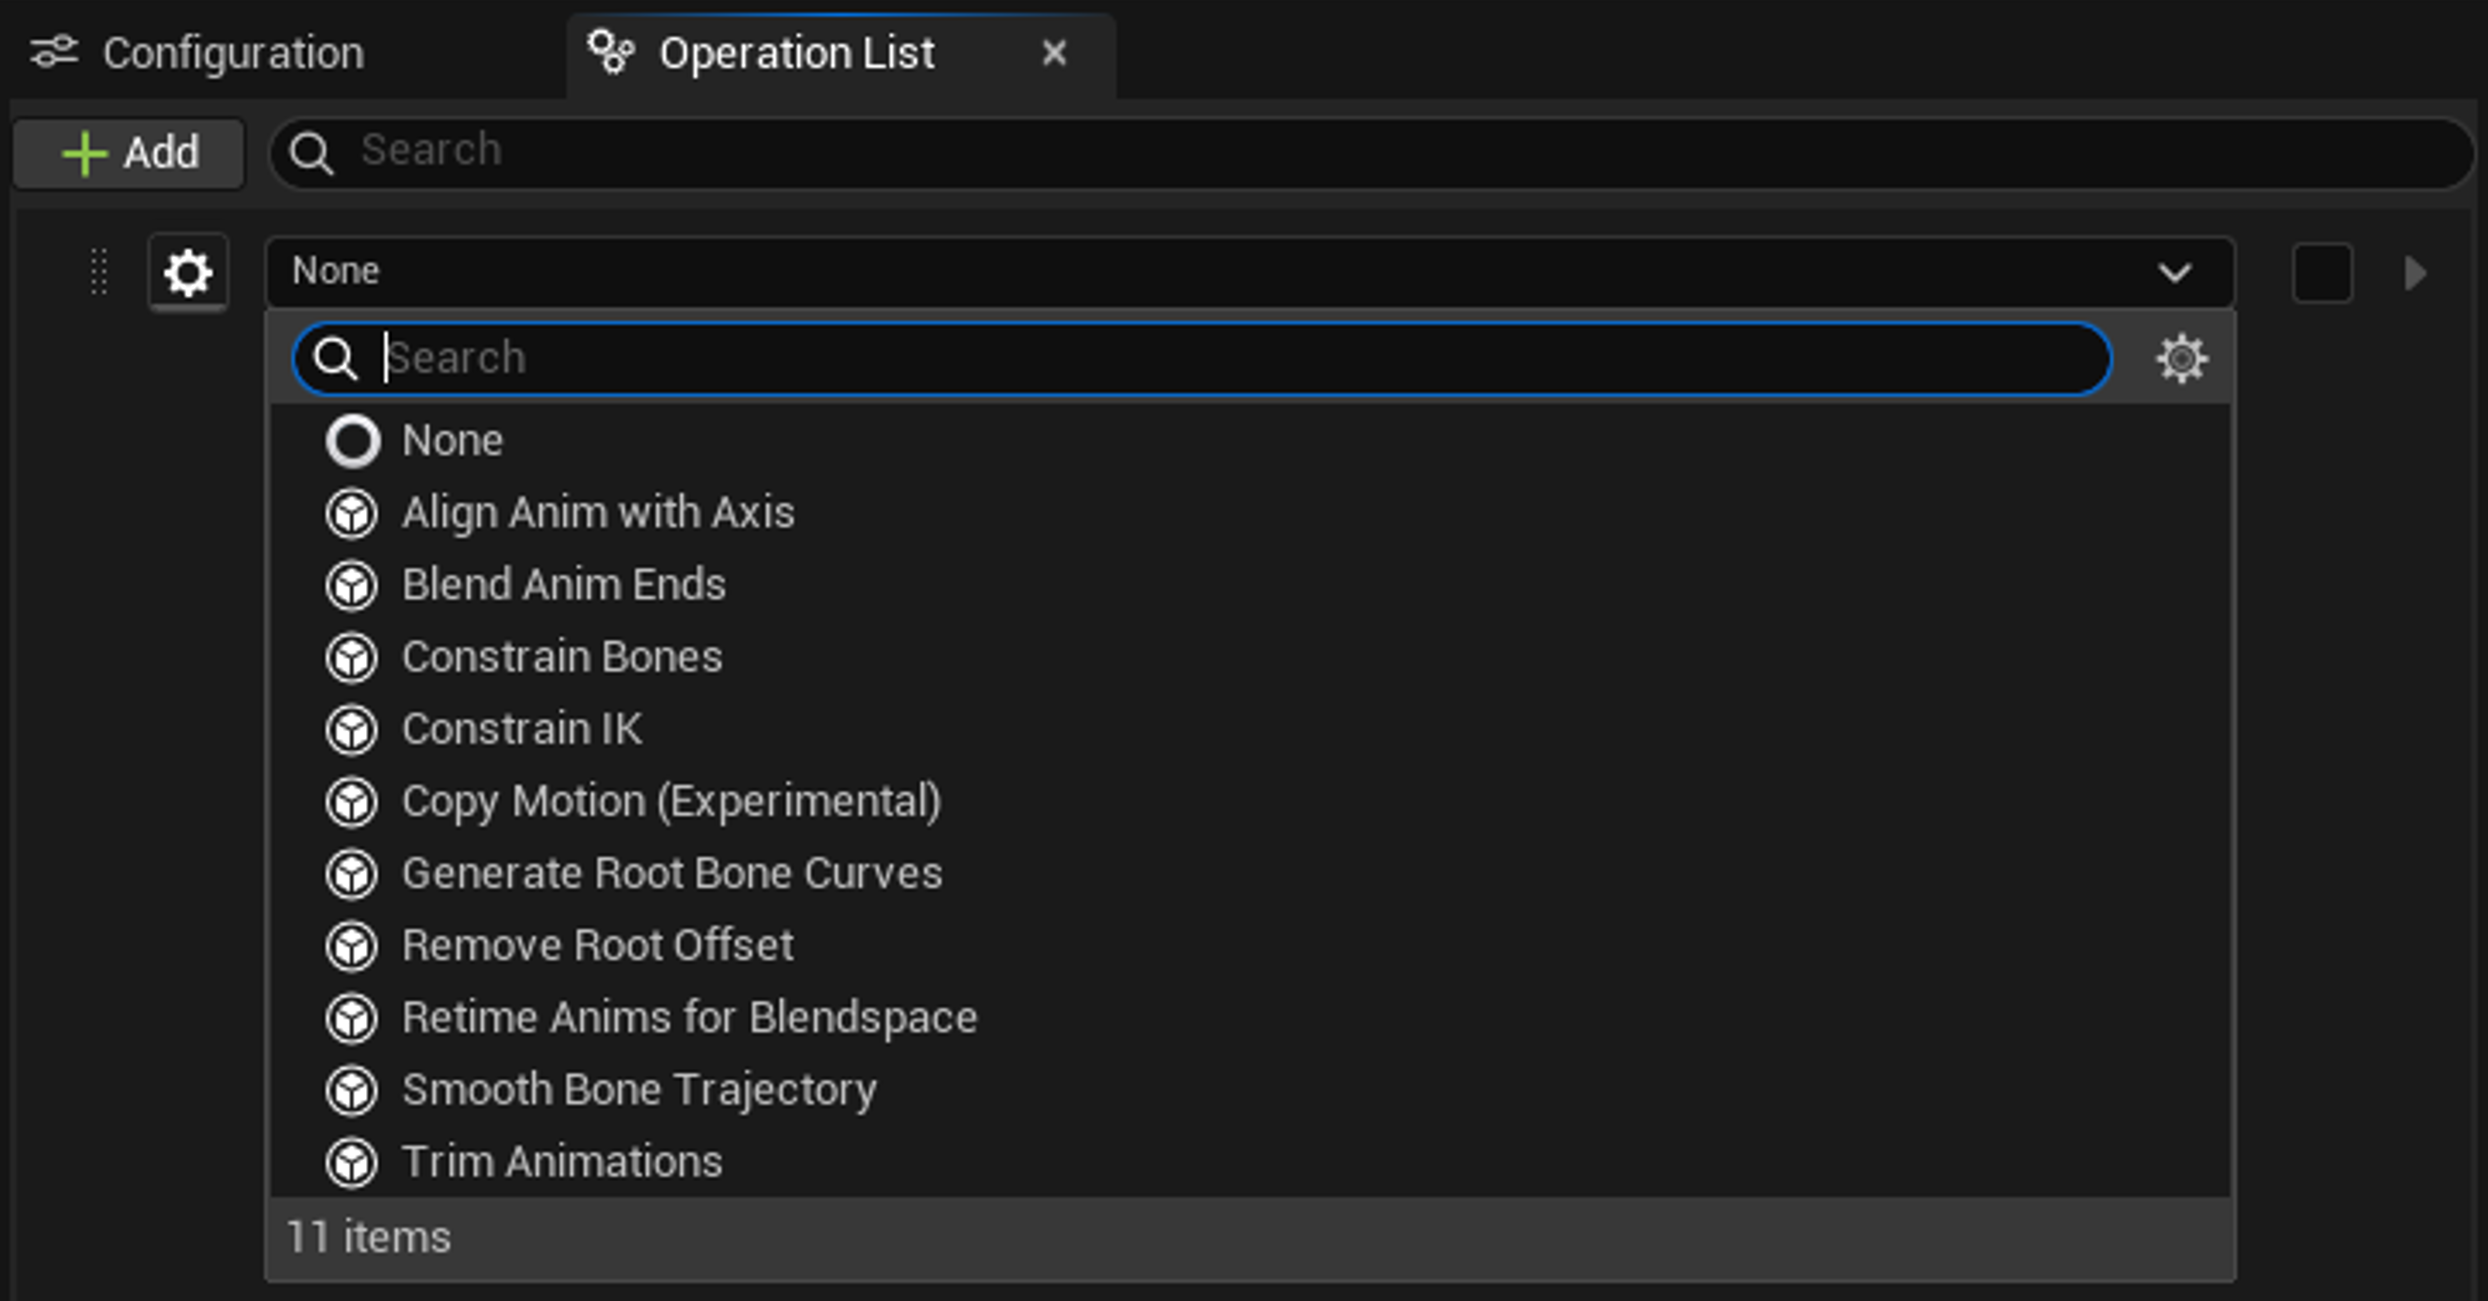 Configuration
Operation List
Add
Search
None
Search
None
Align Anim with Axis
Blend Anim Ends
Constrain Bones
Constrain IK
Copy Motion (Experimental)
Generate Root Bone Curves
Remove Root Offset
Retime Anims for Blendspace
Smooth Bone Trajectory
Trim Animations
11 items